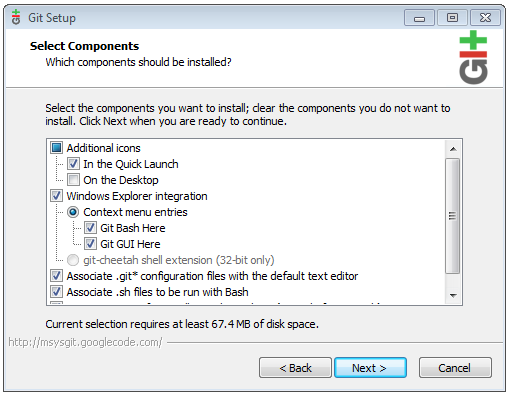 Git Setup
Select Components
Which components should be installed?
Git
Select the components you want to install; clear the components you do not want to
install. Click Next when you are ready to continue.
Additional icons
In the Quick Launch
On the Desktop
Windows Explorer integration
Context menu entries
Git Bash Here
Git GUI Here
git-cheetah shell extension (32-bit only)
Associate .git* configuration files with the default text editor
Associate .sh files to be run with Bash
Current selection requires at least 67.4 MB of disk space.
http://msysgit.googlecode.com/
< Back
Next >
Cancel